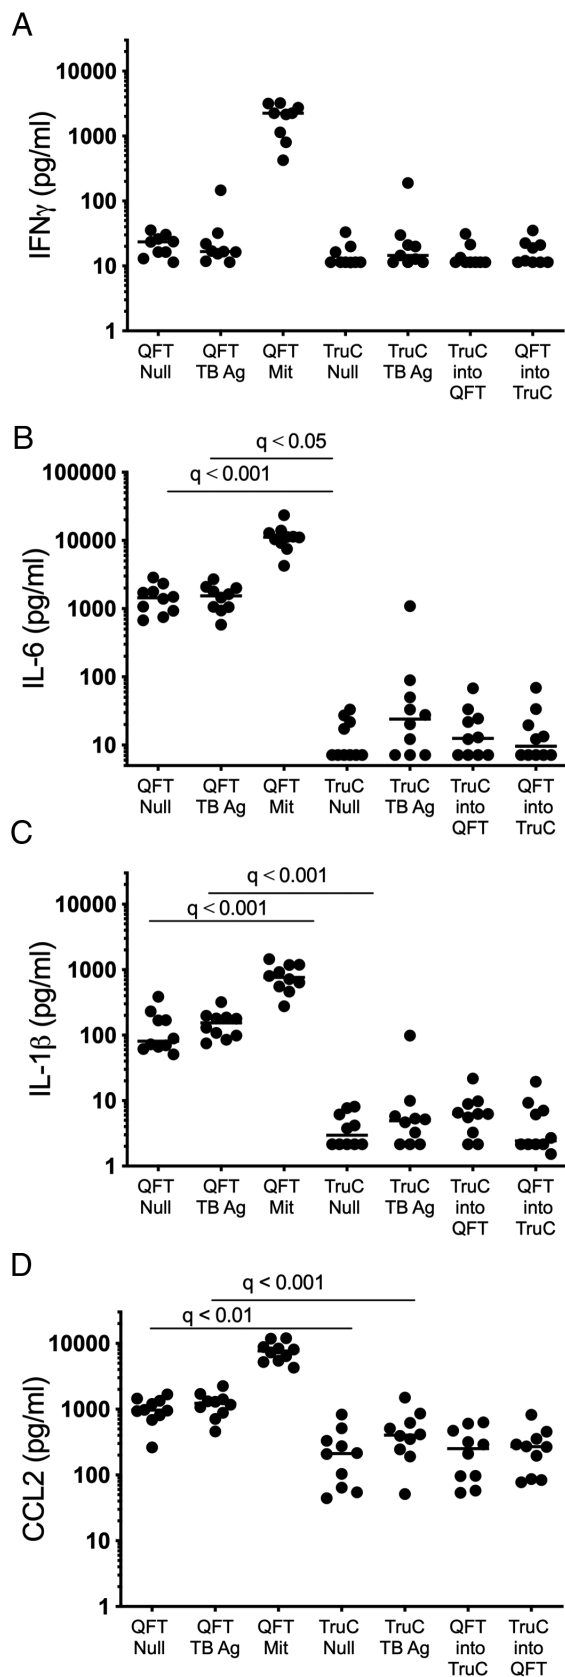 A
IFNγ (pg/ml)
10000
1000
100
10
1
QFT Null
QFT TB Ag
QFT Mit
TruC Null
TruC TB Ag
TruC into QFT
QFT into TruC
B
q < 0.05
q < 0.001
IL-6 (pg/ml)
100000
10000
1000
100
10
QFT Null
QFT TB Ag
QFT Mit
TruC Null
TruC TB Ag
TruC into QFT
QFT into TruC
C
q < 0.001
q < 0.001
IL-1β (pg/ml)
10000
1000
100
10
1
QFT Null
QFT TB Ag
QFT Mit
TruC Null
TruC TB Ag
TruC into QFT
QFT into TruC
D
q < 0.001
q < 0.01
CCL2 (pg/ml)
10000
1000
100
10
1
QFT Null
QFT TB Ag
QFT Mit
TruC Null
TruC TB Ag
QFT into TruC
TruC into QFT